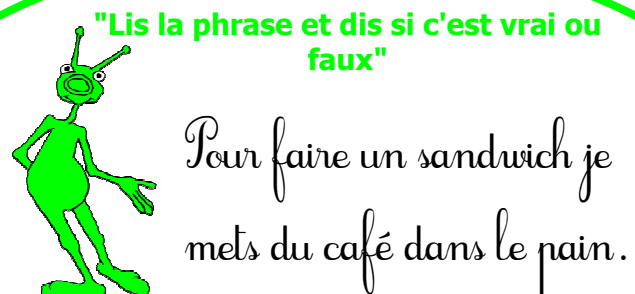 "Lis la phrase et dis si c'est vrai ou
faux"
Pour faire un sandwich je
mets du café dans le pain.